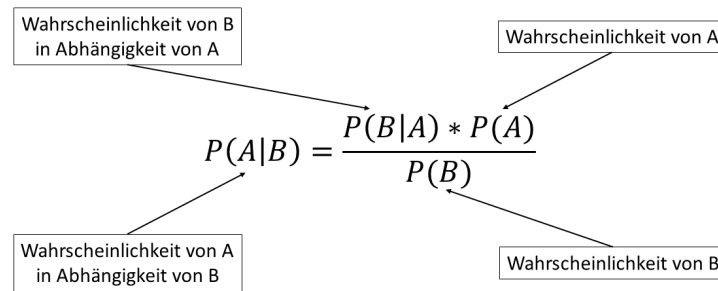 Wahrscheinlichkeit von B
in Abhängigkeit von A
Wahrscheinlichkeit von A
P(A|B) = P(B|A) * P(A)
P(B)
Wahrscheinlichkeit von A
in Abhängigkeit von B
Wahrscheinlichkeit von B